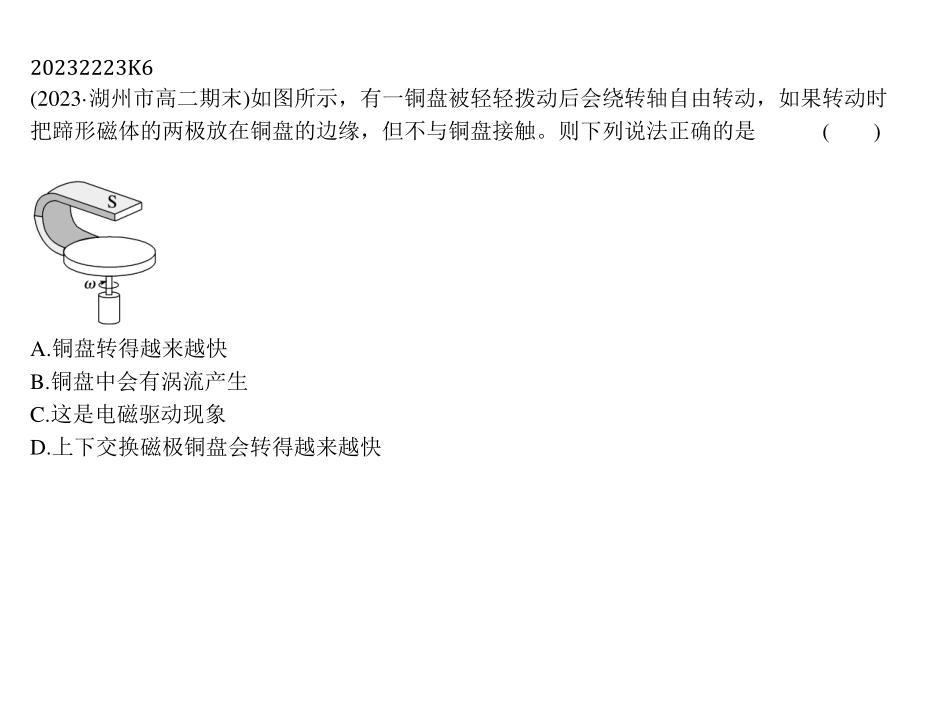 20232223K6
(2023·湖州市高二期末)如图所示，有一铜盘被轻轻拨动后会绕转轴自由转动，如果转动时
把蹄形磁体的两极放在铜盘的边缘，但不与铜盘接触。则下列说法正确的是 ( )
S
ω
A.铜盘转得越来越快
B.铜盘中会有涡流产生
C.这是电磁驱动现象
D.上下交换磁极铜盘会转得越来越快